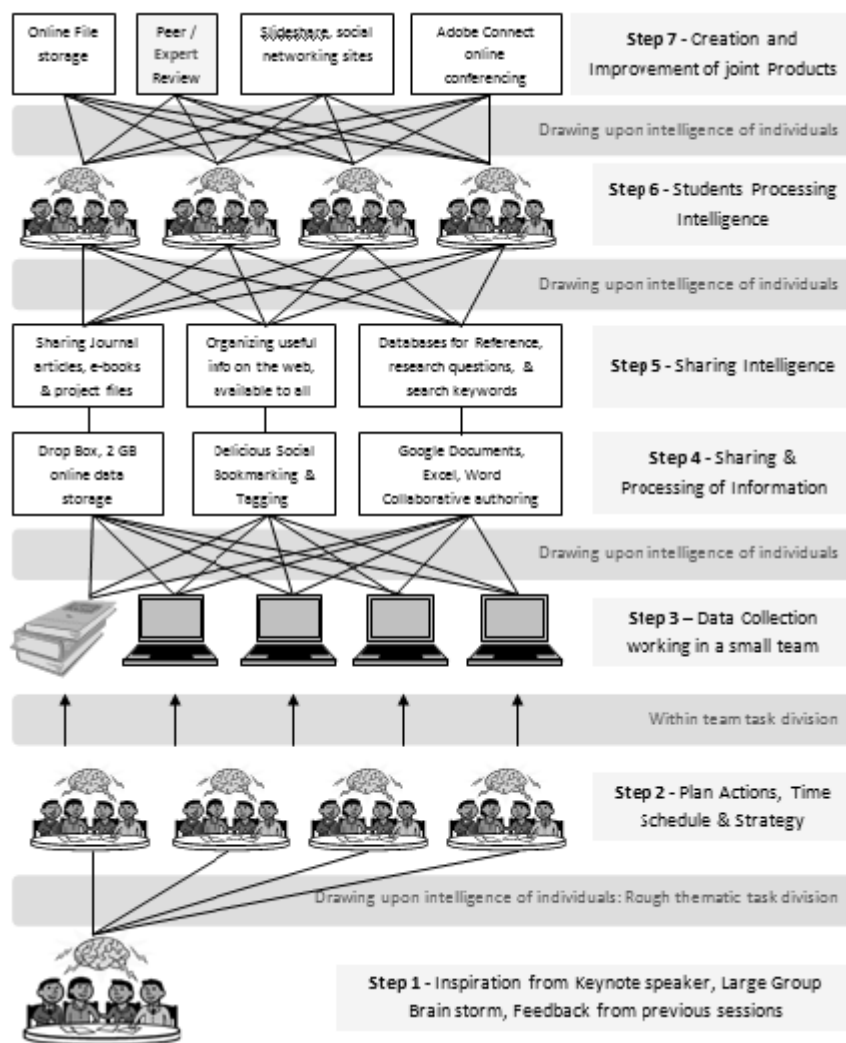 Online File
storage
Peer /
Expert
Review
Slideshare, social
networking sites
Adobe Connect
online
conferencing
Step 7 - Creation and
Improvement of joint Products
Drawing upon intelligence of individuals
Step 6 - Students Processing
Intelligence
Drawing upon intelligence of individuals
Sharing Journal
articles, e-books
& project files
Organizing useful
info on the web,
available to all
Databases for Reference,
research questions, &
search keywords
Step 5 - Sharing Intelligence
Drop Box, 2 GB
online data
storage
Delicious Social
Bookmarking &
Tagging
Google Documents,
Excel, Word
Collaborative authoring
Step 4 - Sharing &
Processing of Information
Drawing upon intelligence of individuals
Step 3 – Data Collection
working in a small team
Within team task division
Step 2 - Plan Actions, Time
Schedule & Strategy
Drawing upon intelligence of individuals: Rough thematic task division
Step 1 - Inspiration from Keynote speaker, Large Group
Brain storm, Feedback from previous sessions